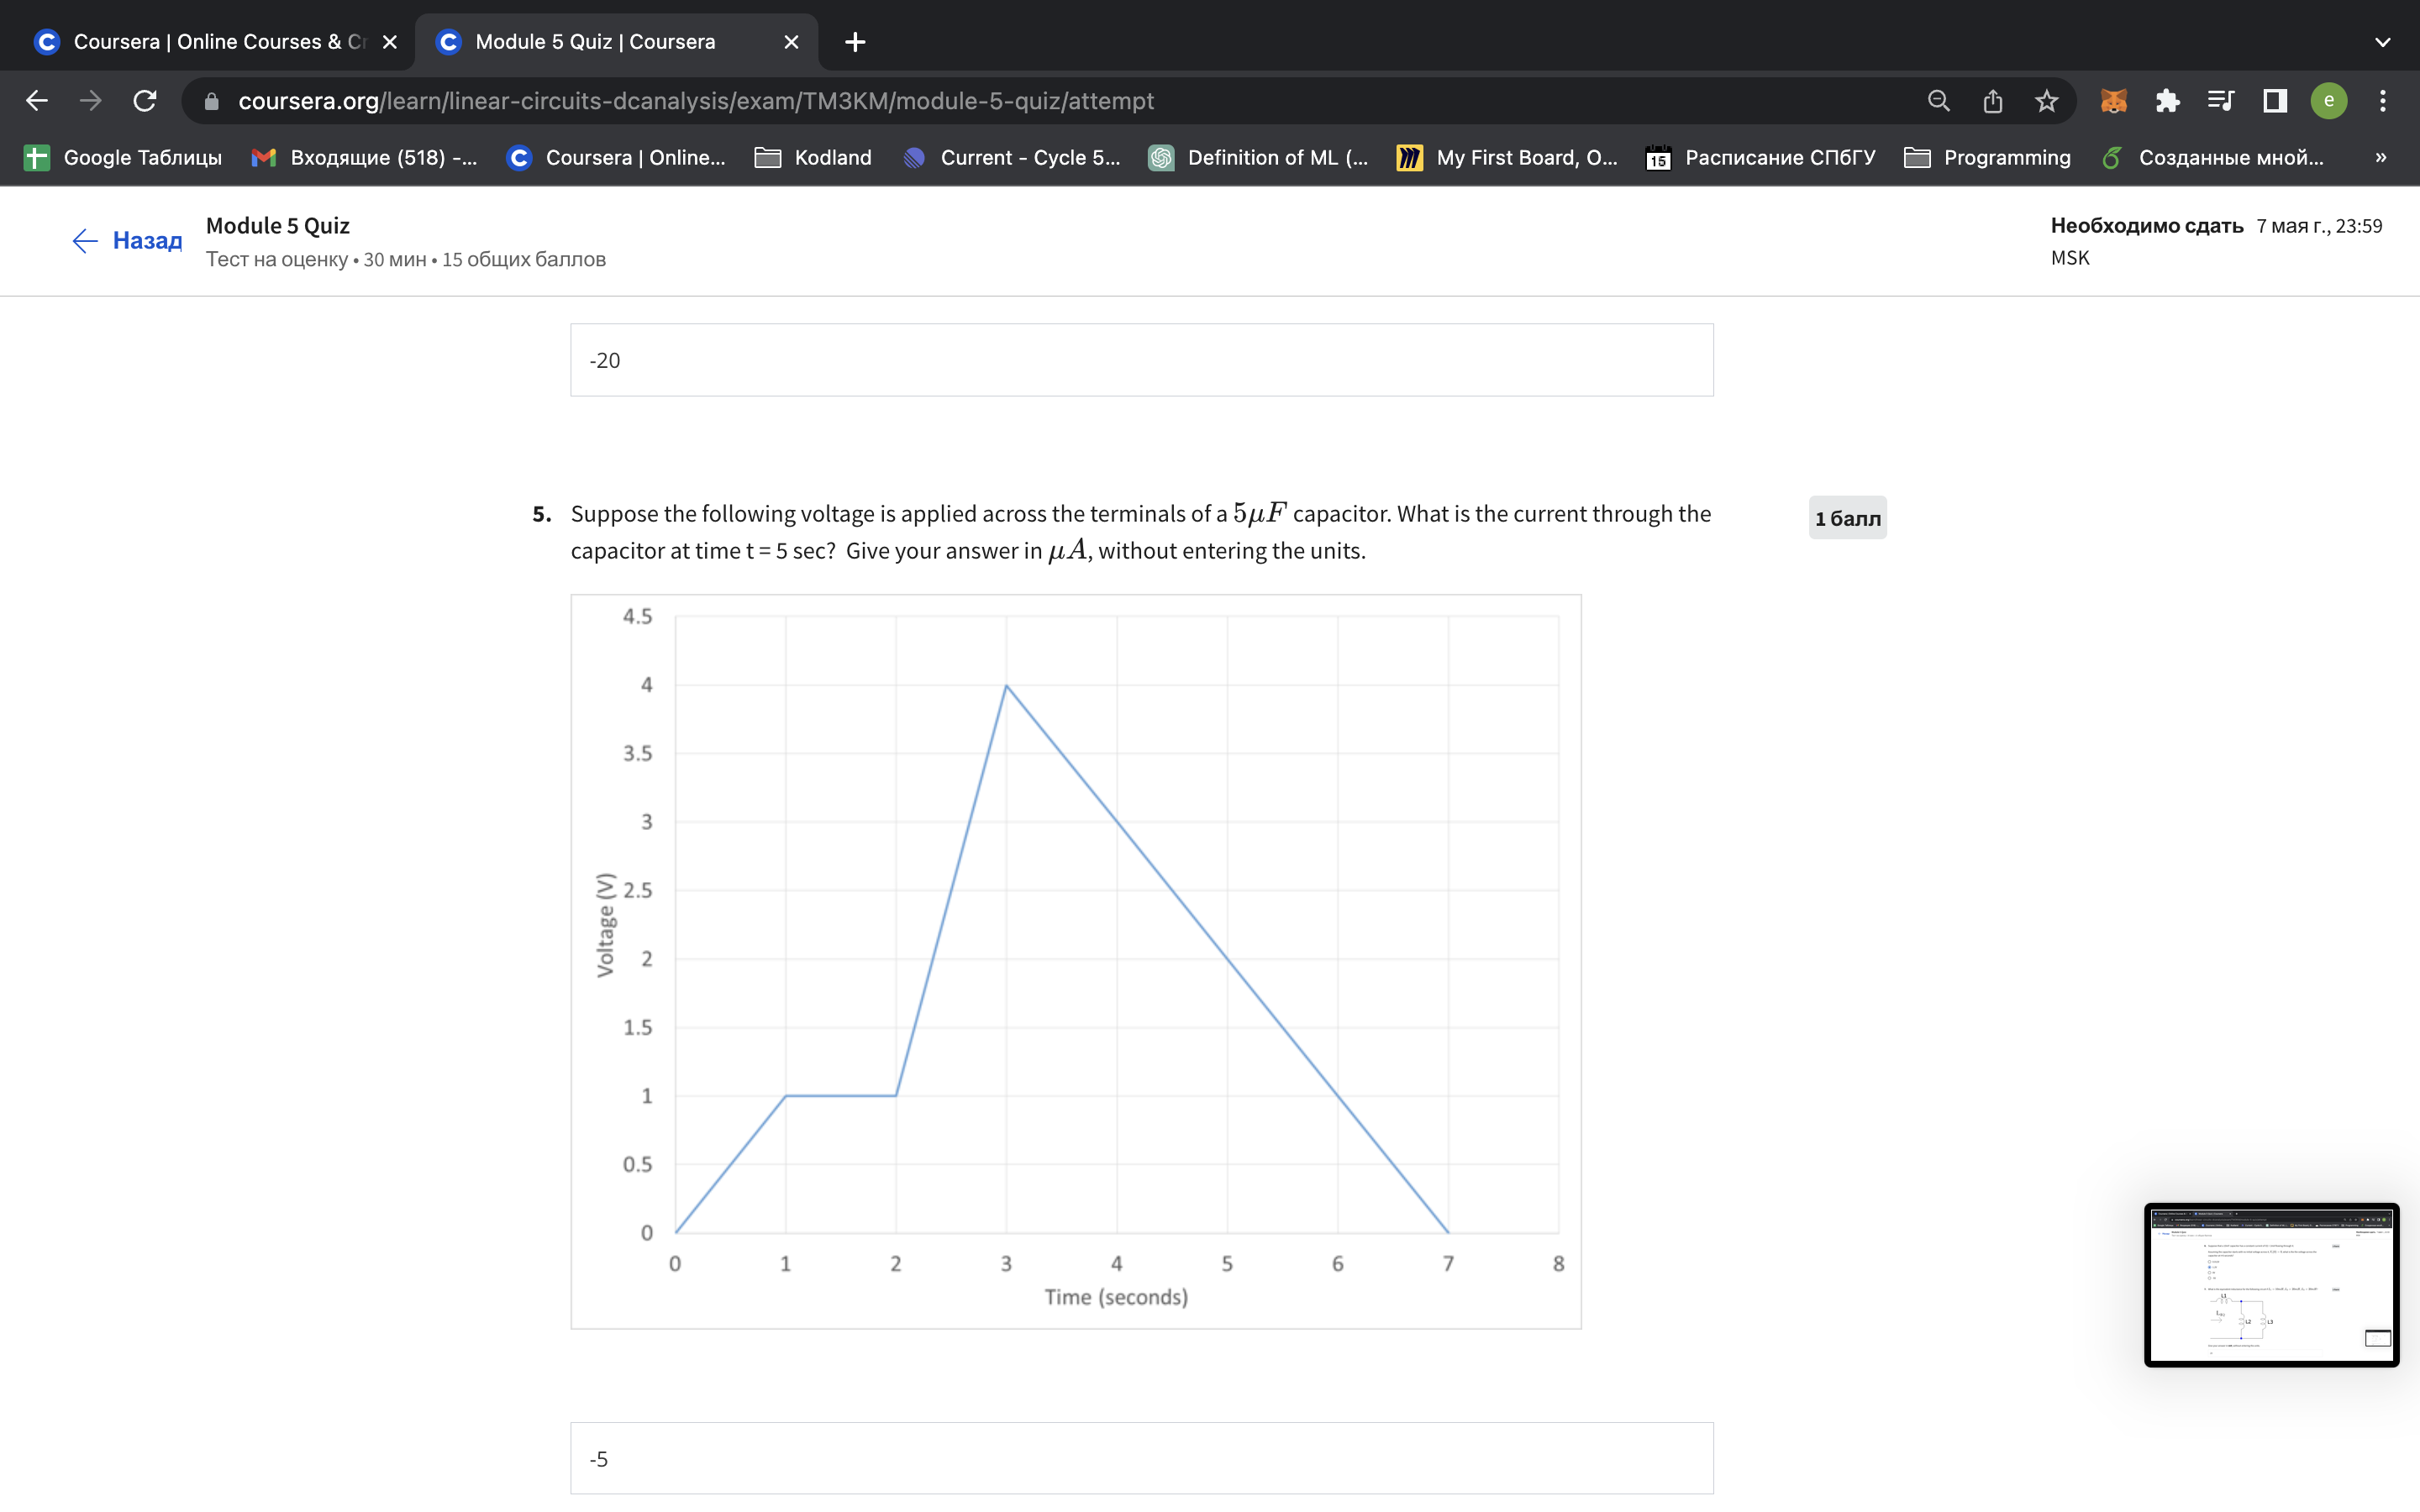 Coursera | Online Courses & Cr
Module 5 Quiz | Coursera
coursera.org/learn/linear-circuits-dcanalysis/exam/TM3KM/module-5-quiz/attempt
e
Google Таблицы
Входящие (518) -...
Coursera | Online...
Kodland
Current - Cycle 5...
Definition of ML (...
My First Board, O...
15
Расписание СПбГУ
Programming
Созданные мной...
»
Назад
Module 5 Quiz
Тест на оценку • 30 мин • 15 общих баллов
Необходимо сдать 7 мая г., 23:59
MSK
-20
5. Suppose the following voltage is applied across the terminals of a 5μF capacitor. What is the current through the
capacitor at time t = 5 sec? Give your answer in μA, without entering the units.
1 балл
4.5
4
3.5
3
2.5
2
1.5
1
0.5
0
Voltage (V)
0 1 2 3 4 5 6 7 8
Time (seconds)
-5